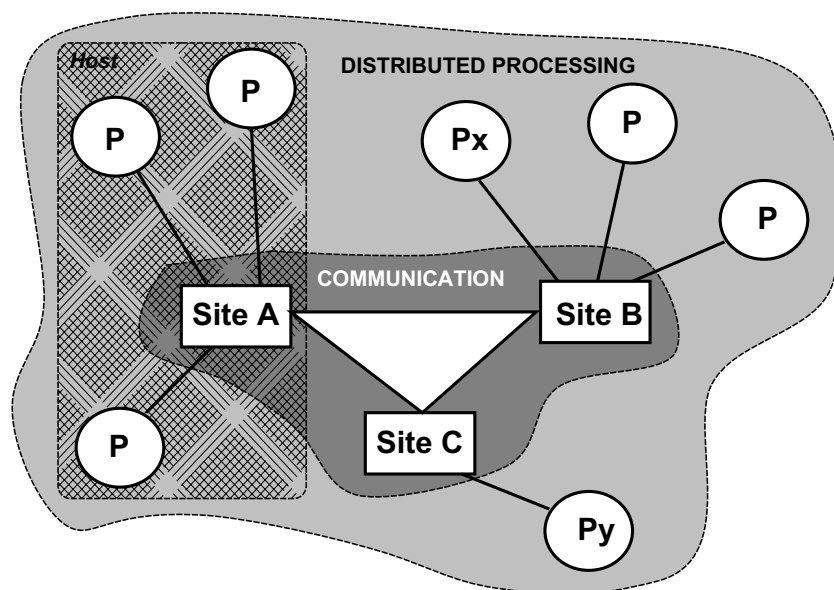 Host
DISTRIBUTED PROCESSING
P
P
Px
P
P
COMMUNICATION
Site A
Site B
Site C
P
Py